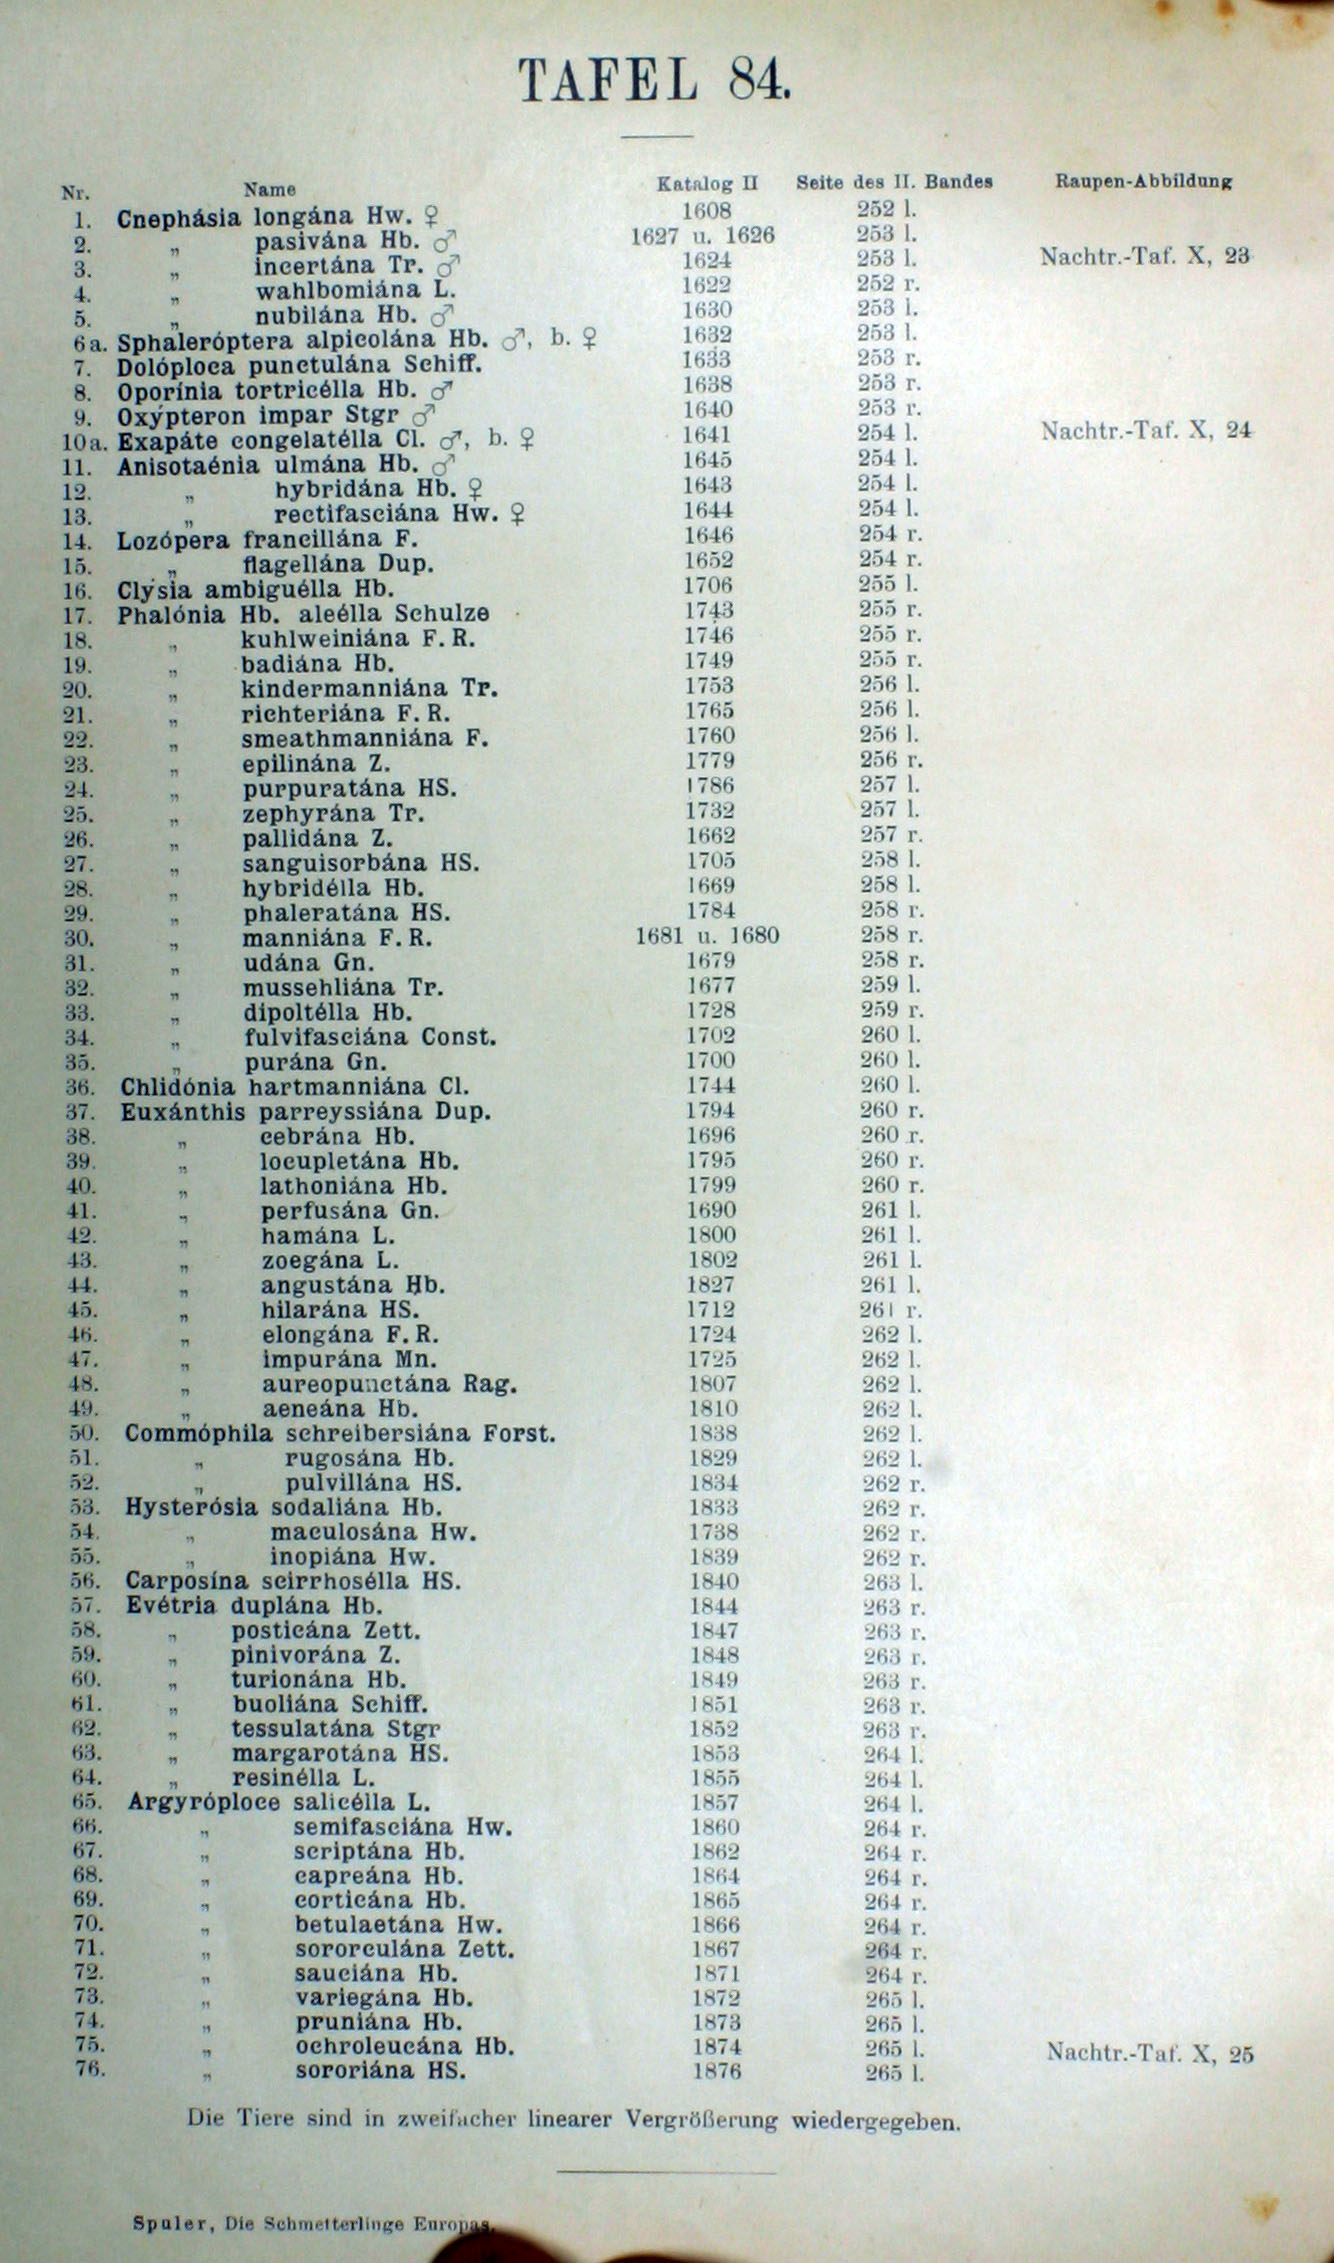 TAFEL 84.
Nr. Name Katalog II Seite des II. Bandes Raupen-Abbildung
1. Cnephásia longána Hw. ♀ 1608 252 l.
2. „ pasivána Hb. ♂ 1627 u. 1626 253 l.
3. „ incertána Tr. ♂ 1624 253 l. Nachtr.-Taf. X, 23
4. „ wahlbomiána L. 1622 252 r.
5. „ nubilána Hb. ♂ 1630 253 l.
6a. Sphaleróptera alpicolána Hb. ♂, b. ♀ 1632 253 l.
7. Dolóploca punctulána Schiff. 1633 253 r.
8. Oporínia tortricélla Hb. ♂ 1638 253 r.
9. Oxýpteron impar Stgr ♂ 1640 253 r.
10a. Exapáte congelatélla Cl. ♂, b. ♀ 1641 254 l. Nachtr.-Taf. X, 24
11. Anisotaénia ulmána Hb. ♂ 1645 254 l.
12. „ hybridána Hb. ♀ 1643 254 l.
13. „ rectifasciána Hw. ♀ 1644 254 l.
14. Lozópera francillána F. 1646 254 r.
15. „ flagellána Dup. 1652 254 r.
16. Clýsia ambiguélla Hb. 1706 255 l.
17. Phalónia Hb. aleélla Schulze 1743 255 r.
18. „ kuhlweiniána F. R. 1746 255 r.
19. „ badiána Hb. 1749 255 r.
20. „ kindermanniána Tr. 1753 256 l.
21. „ richteriána F. R. 1765 256 l.
22. „ smeathmanniána F. 1760 256 l.
23. „ epilinána Z. 1779 256 r.
24. „ purpuratána HS. 1786 257 l.
25. „ zephyrána Tr. 1732 257 l.
26. „ pallidána Z. 1662 257 r.
27. „ sanguisorbána HS. 1705 258 l.
28. „ hybridélla Hb. 1669 258 l.
29. „ phaleratána HS. 1784 258 r.
30. „ manniána F. R. 1681 u. 1680 258 r.
31. „ udána Gn. 1679 258 r.
32. „ mussehliána Tr. 1677 259 l.
33. „ dipoltélla Hb. 1728 259 r.
34. „ fulvifasciána Const. 1702 260 l.
35. „ purána Gn. 1700 260 l.
36. Chlidónia hartmanniána Cl. 1744 260 l.
37. Euxánthis parreyssiána Dup. 1794 260 r.
38. „ cebrána Hb. 1696 260 r.
39. „ locupletána Hb. 1795 260 r.
40. „ lathoniána Hb. 1799 260 r.
41. „ perfusána Gn. 1690 261 l.
42. „ hamána L. 1800 261 l.
43. „ zoegána L. 1802 261 l.
44. „ angustána Hb. 1827 261 l.
45. „ hilarána HS. 1712 261 r.
46. „ elongána F. R. 1724 262 l.
47. „ impurána Mn. 1725 262 l.
48. „ aureopunctána Rag. 1807 262 l.
49. „ aeneána Hb. 1810 262 l.
50. Commóphila schreibersiána Forst. 1838 262 l.
51. „ rugosána Hb. 1829 262 l.
52. „ pulvillána HS. 1834 262 r.
53. Hysterósia sodaliána Hb. 1833 262 r.
54. „ maculosána Hw. 1738 262 r.
55. „ inopiána Hw. 1839 262 r.
56. Carposína scirrhosélla HS. 1840 263 l.
57. Evétria duplána Hb. 1844 263 r.
58. „ posticána Zett. 1847 263 r.
59. „ pinivorána Z. 1848 263 r.
60. „ turionána Hb. 1849 263 r.
61. „ buoliána Schiff. 1851 263 r.
62. „ tessulatána Stgr 1852 263 r.
63. „ margarotána HS. 1853 264 l.
64. „ resinélla L. 1855 264 l.
65. Argyróploce salicélla L. 1857 264 l.
66. „ semifasciána Hw. 1860 264 r.
67. „ scriptána Hb. 1862 264 r.
68. „ capreána Hb. 1864 264 r.
69. „ corticána Hb. 1865 264 r.
70. „ betulaetána Hw. 1866 264 r.
71. „ sororculána Zett. 1867 264 r.
72. „ sauciána Hb. 1871 264 r.
73. „ variegána Hb. 1872 265 l.
74. „ pruniána Hb. 1873 265 l.
75. „ ochroleucána Hb. 1874 265 l. Nachtr.-Taf. X, 25
76. „ sororiána HS. 1876 265 l.
Die Tiere sind in zweifacher linearer Vergrößerung wiedergegeben.
Spuler, Die Schmetterlinge Europas.